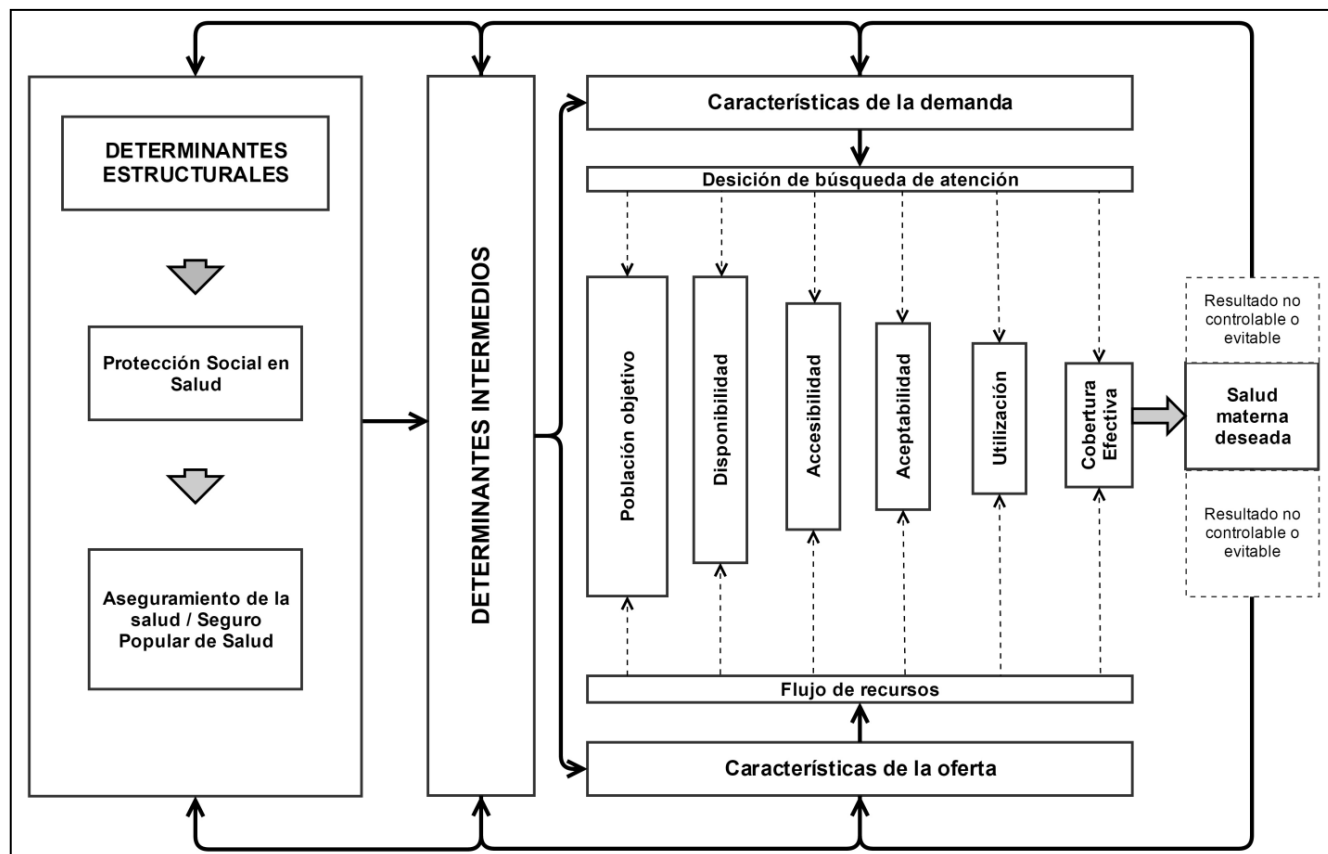 DETERMINANTES
ESTRUCTURALES
Protección Social en
Salud
Aseguramiento de la
salud / Seguro
Popular de Salud
DETERMINANTES INTERMEDIOS
Características de la demanda
Desición de búsqueda de atención
Población objetivo
Disponibilidad
Accesibilidad
Aceptabilidad
Utilización
Cobertura
Efectiva
Flujo de recursos
Características de la oferta
Resultado no
controlable o
evitable
Salud
materna
deseada
Resultado no
controlable o
evitable